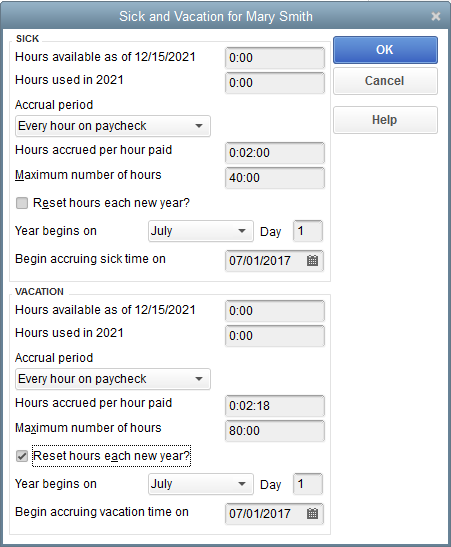 Sick and Vacation for Mary Smith
SICK
Hours available as of 12/15/2021 0:00
OK
Hours used in 2021 0:00
Cancel
Accrual period
Help
Every hour on paycheck
Hours accrued per hour paid 0:02:00
Maximum number of hours 40:00
Reset hours each new year?
Year begins on July Day 1
Begin accruing sick time on 07/01/2017
VACATION
Hours available as of 12/15/2021 0:00
Hours used in 2021 0:00
Accrual period
Every hour on paycheck
Hours accrued per hour paid 0:02:18
Maximum number of hours 80:00
Reset hours each new year?
Year begins on July Day 1
Begin accruing vacation time on 07/01/2017